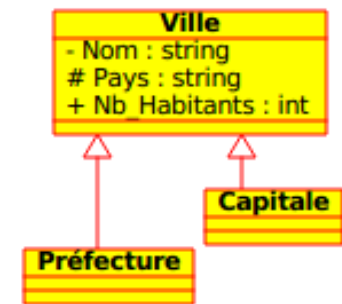 Ville
- Nom : string
# Pays : string
+ Nb_Habitants : int
Capitale
Préfecture